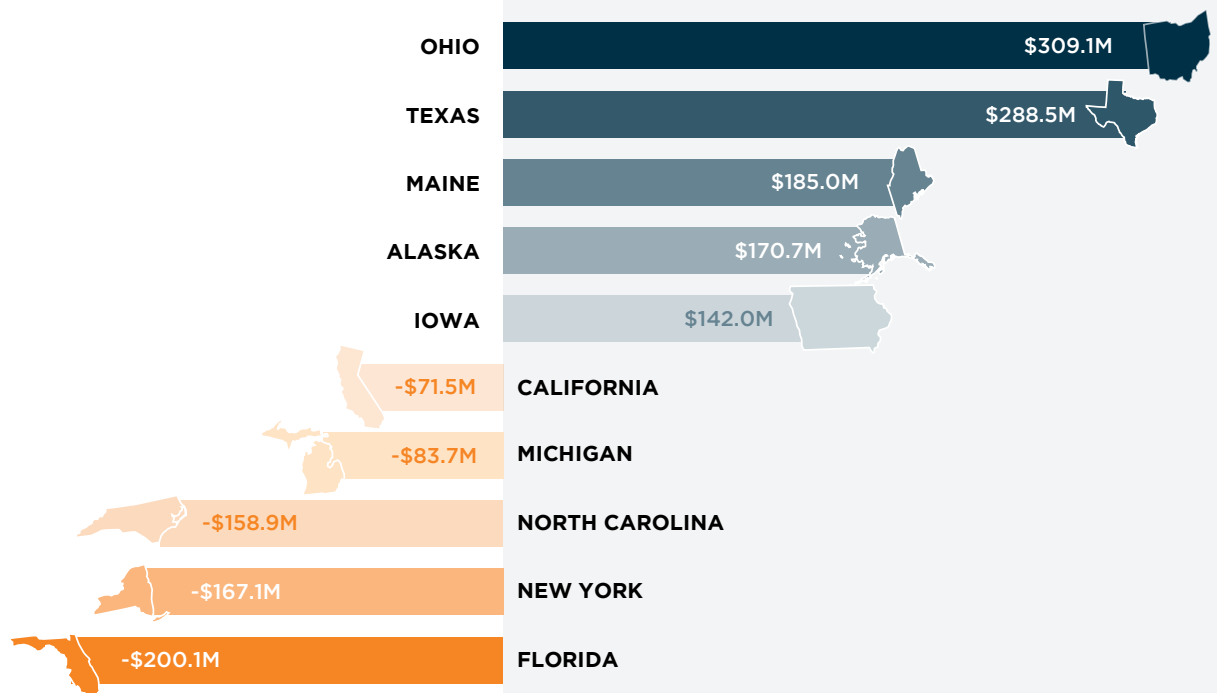 OHIO $309.1M
TEXAS $288.5M
MAINE $185.0M
ALASKA $170.7M
IOWA $142.0M
-$71.5M CALIFORNIA
-$83.7M MICHIGAN
-$158.9M NORTH CAROLINA
-$167.1M NEW YORK
-$200.1M FLORIDA